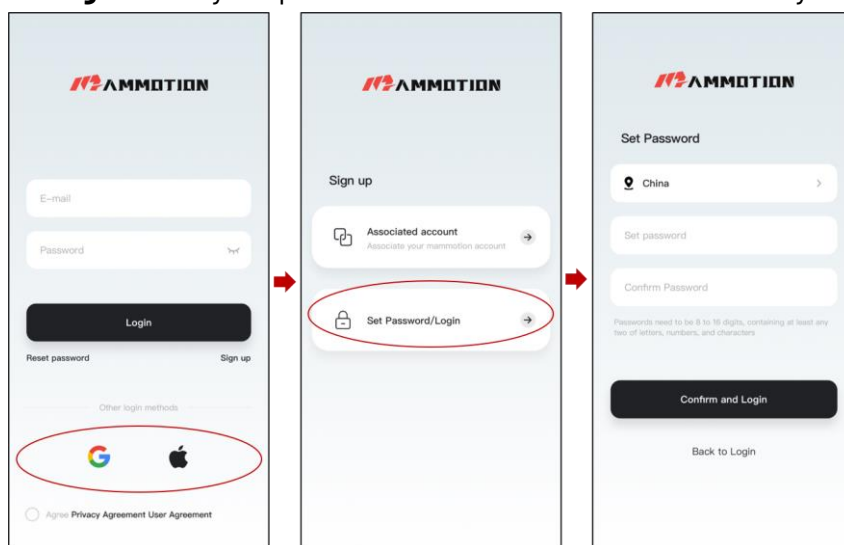 MAMMOTION
E-mail
Password
Login
Reset password Sign up
Other login methods
Agree Privacy Agreement User Agreement
MAMMOTION
Sign up
Associated account
Associate your mammotion account
Set Password/Login
MAMMOTION
Set Password
China
Set password
Confirm Password
Passwords need to be 8 to 16 digits, containing at least any
two of letters, numbers, and characters
Confirm and Login
Back to Login